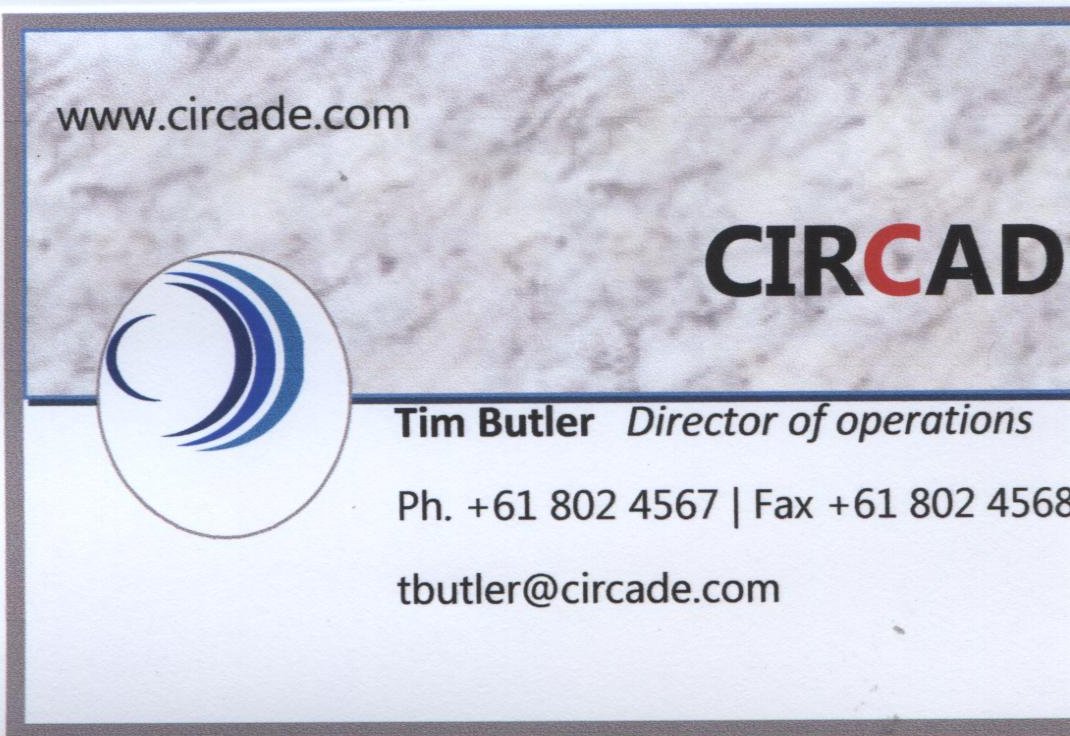 www.circade.com
CIRCAD
Tim Butler Director of operations
Ph. +61 802 4567 | Fax +61 802 4568
tbutler@circade.com